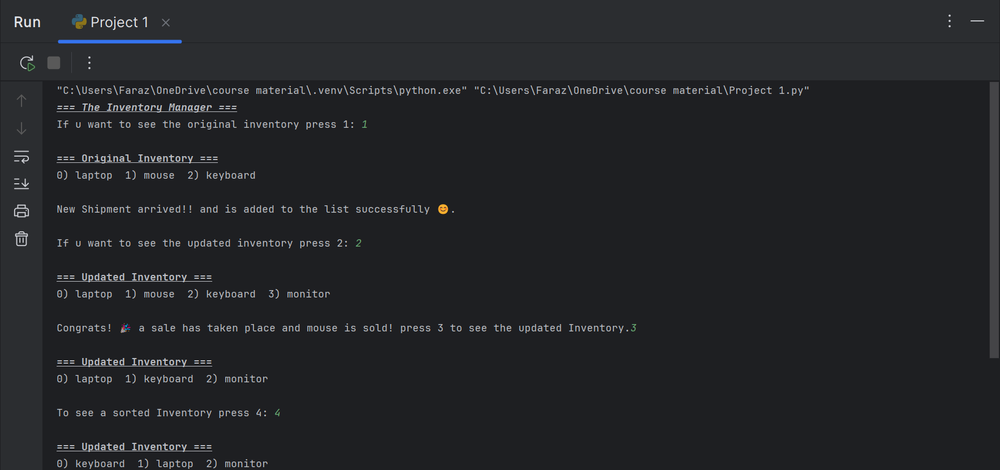 Run Project 1
"C:\Users\Faraz\OneDrive\course material\.venv\Scripts\python.exe" "C:\Users\Faraz\OneDrive\course material\Project 1.py"
=== The Inventory Manager ===
If u want to see the original inventory press 1: 1
=== Original Inventory ===
0) laptop  1) mouse  2) keyboard
New Shipment arrived!! and is added to the list successfully 😊.
If u want to see the updated inventory press 2: 2
=== Updated Inventory ===
0) laptop  1) mouse  2) keyboard  3) monitor
Congrats! 🎉 a sale has taken place and mouse is sold! press 3 to see the updated Inventory.3
=== Updated Inventory ===
0) laptop  1) keyboard  2) monitor
To see a sorted Inventory press 4: 4
=== Updated Inventory ===
0) keyboard  1) laptop  2) monitor